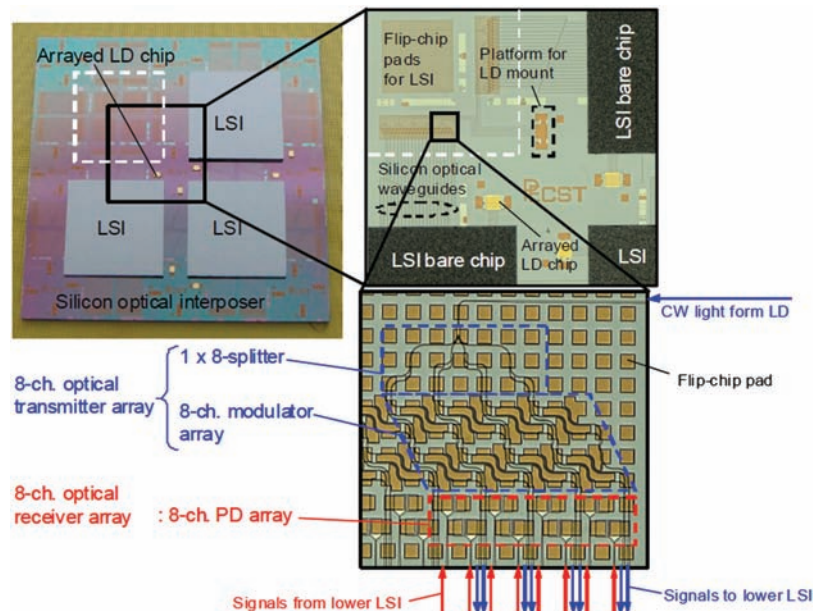 Arrayed LD chip
LSI
LSI
LSI
Silicon optical interposer
Flip-chip
pads
for LSI
Platform for
LD mount
LSI bare chip
Silicon optical
waveguides
CST
Arrayed
LD chip
LSI bare chip
LSI
CW light form LD
1 x 8-splitter
8-ch. optical
transmitter array
8-ch. modulator
array
Flip-chip pad
8-ch. optical
receiver array
: 8-ch. PD array
Signals from lower LSI
Signals to lower LSI